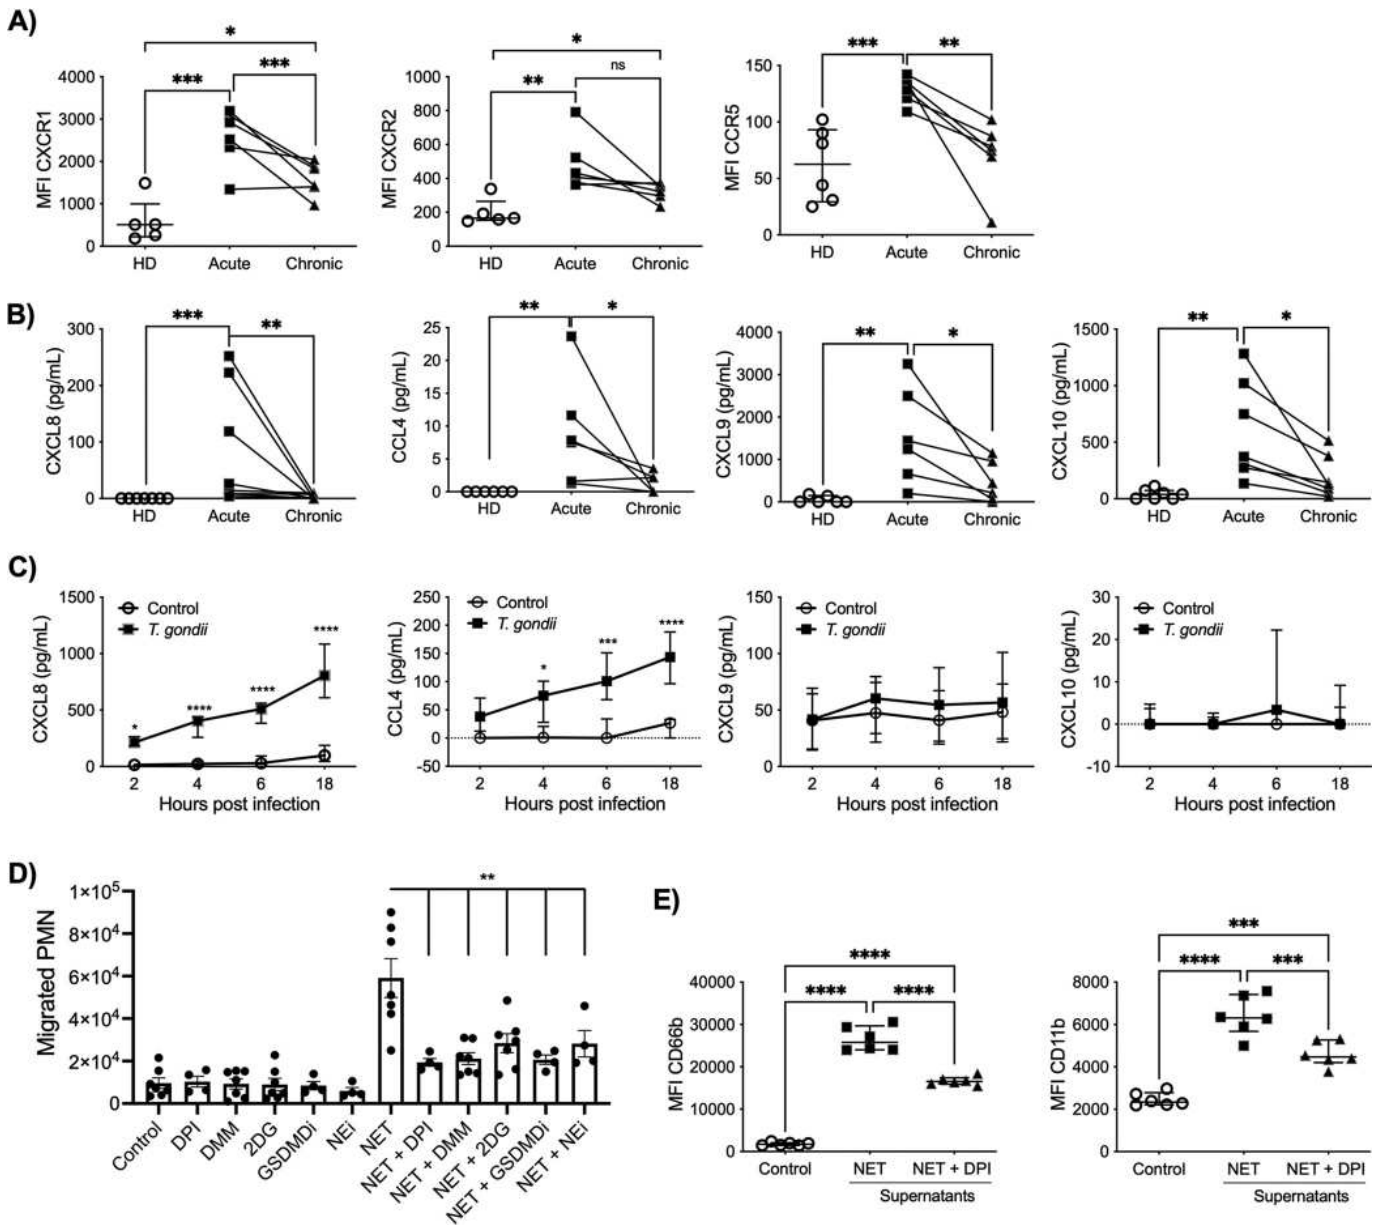 A)
*
***
***
MFI CXCR1
4000
3000
2000
1000
0
HD
Acute
Chronic
*
**
ns
MFI CXCR2
1000
800
600
400
200
0
HD
Acute
Chronic
***
**
MFI CCR5
150
100
50
0
HD
Acute
Chronic
B)
***
**
CXCL8 (pg/mL)
300
200
100
0
HD
Acute
Chronic
**
*
CCL4 (pg/mL)
25
20
15
10
5
0
HD
Acute
Chronic
**
*
CXCL9 (pg/mL)
4000
3000
2000
1000
0
HD
Acute
Chronic
**
*
CXCL10 (pg/mL)
1500
1000
500
0
HD
Acute
Chronic
C)
CXCL8 (pg/mL)
1500
1000
500
0
Control
T. gondii
*
****
****
****
2
4
6
18
Hours post infection
CCL4 (pg/mL)
250
200
150
100
50
0
-50
Control
T. gondii
*
***
****
2
4
6
18
Hours post infection
CXCL9 (pg/mL)
150
100
50
0
Control
T. gondii
2
4
6
18
Hours post infection
CXCL10 (pg/mL)
30
20
10
0
-10
Control
T. gondii
2
4
6
18
Hours post infection
D)
Migrated PMN
1×10⁵
8×10⁴
6×10⁴
4×10⁴
2×10⁴
0
**
Control
DPI
DMM
2DG
GSDMDi
NEi
NET
NET + DPI
NET + DMM
NET + 2DG
NET + GSDMDi
NET + NEi
E)
****
****
****
MFI CD66b
40000
30000
20000
10000
0
Control
NET
NET + DPI
Supernatants
***
****
***
MFI CD11b
8000
6000
4000
2000
0
Control
NET
NET + DPI
Supernatants